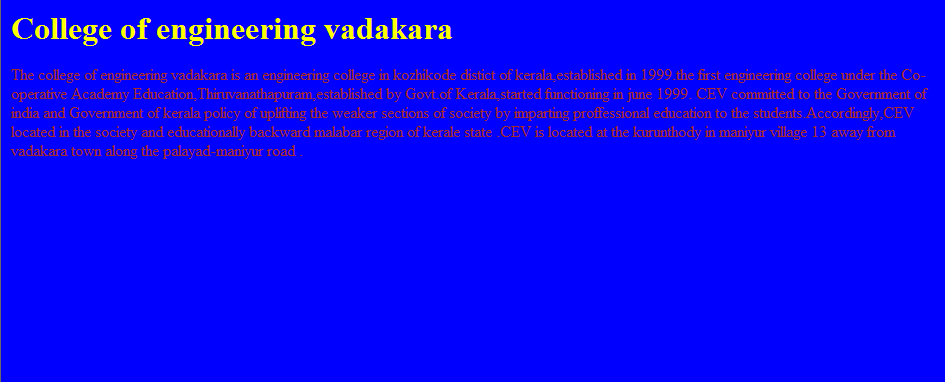 College of engineering vadakara
The college of engineering vadakara is an engineering college in kozhikode distict of kerala,established in 1999.the first engineering college under the Co-
operative Academy Education,Thiruvanathapuram,established by Govt.of Kerala,started functioning in june 1999. CEV committed to the Government of
india and Government of kerala policy of uplifting the weaker sections of society by imparting proffessional education to the students.Accordingly,CEV
located in the society and educationally backward malabar region of kerale state .CEV is located at the kurunthody in maniyur village 13 away from
vadakara town along the palayad-maniyur road .